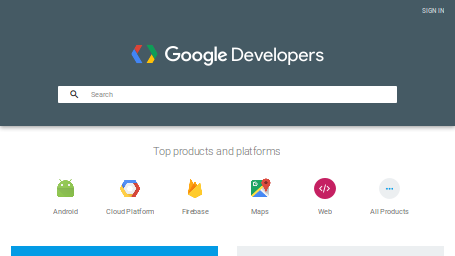 SIGN IN
Google Developers
Search
Top products and platforms
Android Cloud Platform Firebase Maps Web All Products